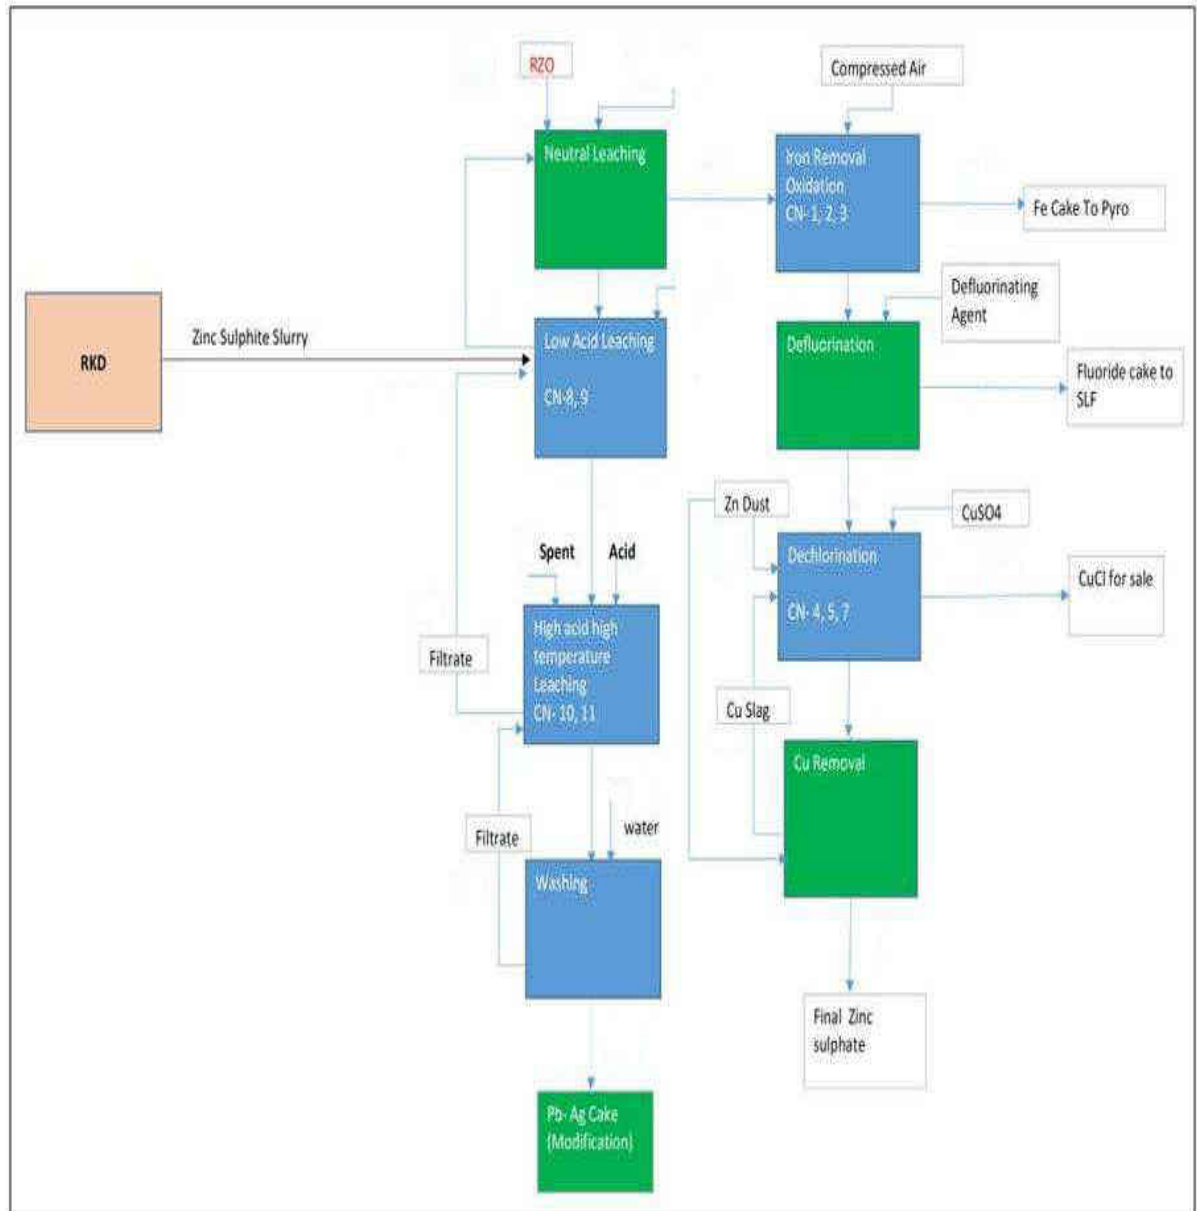 RZO
Compressed Air
Neutral Leaching
Iron Removal
Oxidation
CN- 1, 2, 3
Fe Cake To Pyro
Defluorinating
Agent
RKD
Zinc Sulphite Slurry
Low Acid Leaching
CN-8, 9
Defluorination
Fluoride cake to
SLF
Zn Dust
CuSO4
Dechlorination
CN- 4, 5, 7
CuCl for sale
Spent
Acid
High acid high
temperature
Leaching
CN- 10, 11
Filtrate
Cu Slag
Cu Removal
Filtrate
water
Washing
Final Zinc
sulphate
Pb- Ag Cake
(Modification)